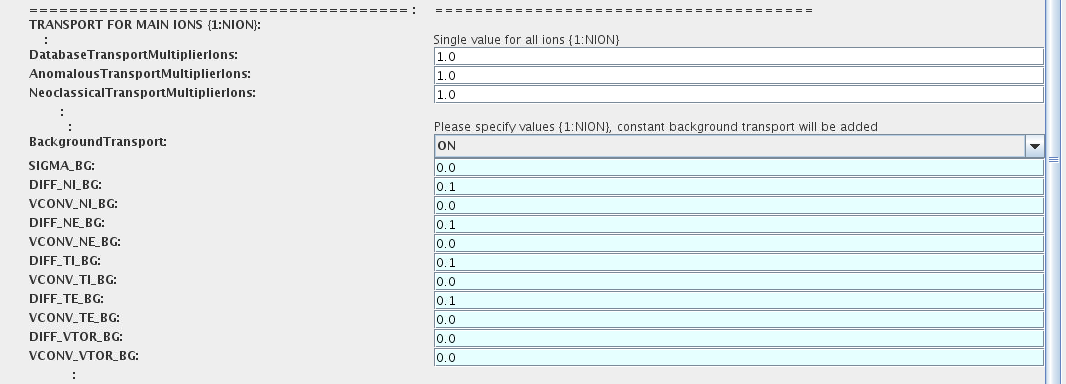 ====================================== : ======================================
TRANSPORT FOR MAIN IONS {1:NION}:
: Single value for all ions {1:NION}
DatabaseTransportMultiplierIons: 1.0
AnomalousTransportMultiplierIons: 1.0
NeoclassicalTransportMultiplierIons: 1.0
:
: Please specify values {1:NION}, constant background transport will be added
BackgroundTransport: ON
SIGMA_BG: 0.0
DIFF_NI_BG: 0.1
VCONV_NI_BG: 0.0
DIFF_NE_BG: 0.1
VCONV_NE_BG: 0.0
DIFF_TI_BG: 0.1
VCONV_TI_BG: 0.0
DIFF_TE_BG: 0.1
VCONV_TE_BG: 0.0
DIFF_VTOR_BG: 0.0
VCONV_VTOR_BG: 0.0
: